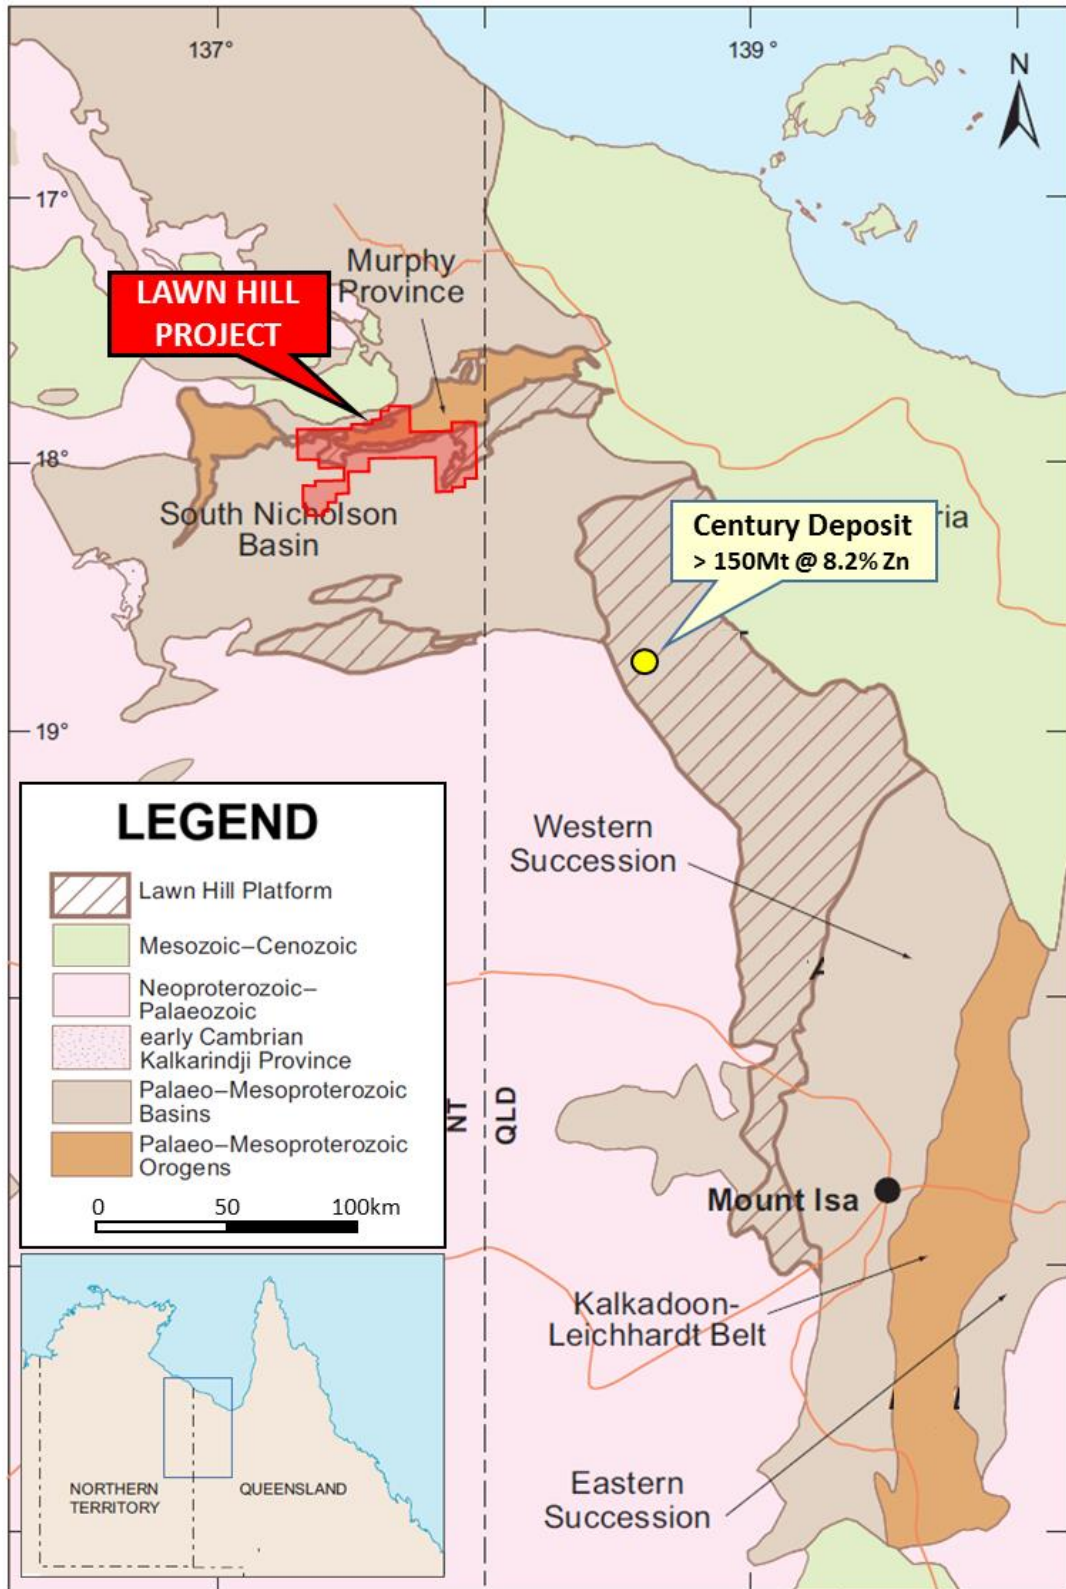 137°
139°
N
17°
Murphy
Province
LAWN HILL
PROJECT
18°
South Nicholson
Basin
Century Deposit
> 150Mt @ 8.2% Zn
ria
19°
Western
Succession
LEGEND
Lawn Hill Platform
Mesozoic–Cenozoic
Neoproterozoic–
Palaeozoic
early Cambrian
Kalkarindji Province
Palaeo–Mesoproterozoic
Basins
Palaeo–Mesoproterozoic
Orogens
0 50 100km
NT
QLD
Mount Isa
Kalkadoon-
Leichhardt Belt
Eastern
Succession
NORTHERN
TERRITORY
QUEENSLAND